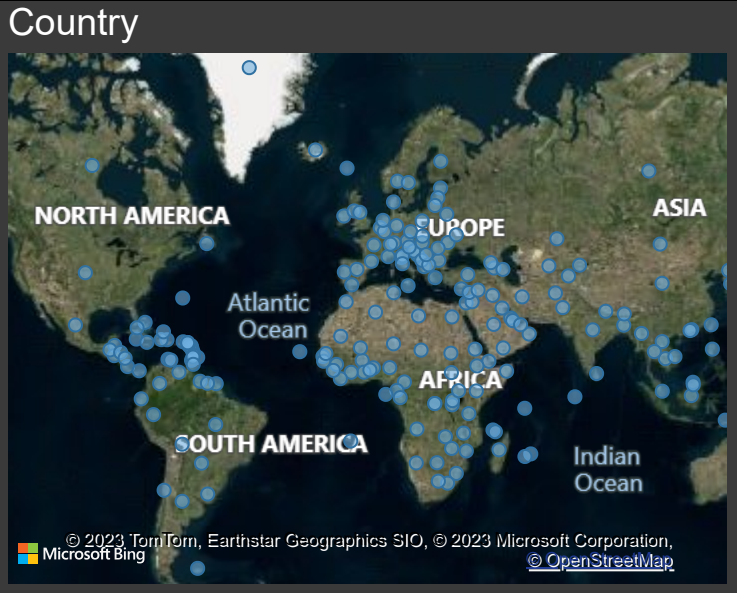 Country
NORTH AMERICA
EUROPE
ASIA
Atlantic
Ocean
AFRICA
SOUTH AMERICA
Indian
Ocean
© 2023 TomTom, Earthstar Geographics SIO, © 2023 Microsoft Corporation,
Microsoft Bing
© OpenStreetMap